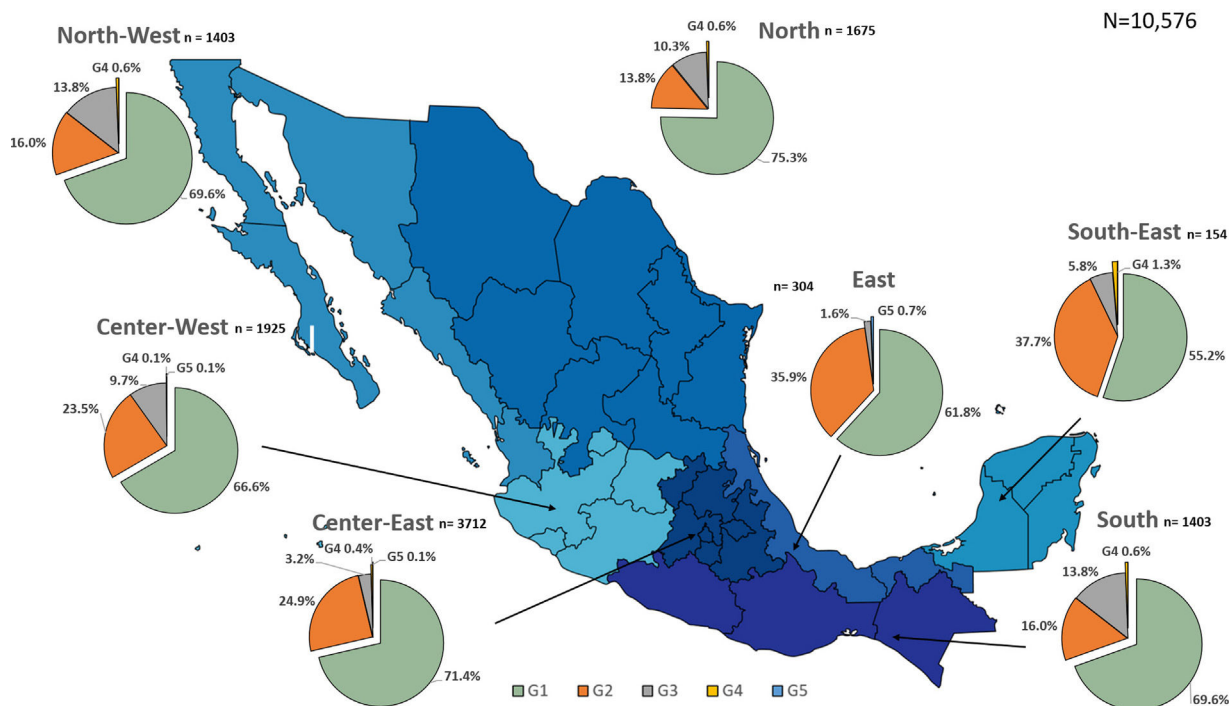 N=10,576
North-West n = 1403
G4 0.6%
13.8%
16.0%
69.6%
North n = 1675
G4 0.6%
10.3%
13.8%
75.3%
South-East n= 154
5.8%
G4 1.3%
37.7%
55.2%
n= 304
East
1.6%
G5 0.7%
35.9%
61.8%
Center-West n = 1925
G4 0.1%
G5 0.1%
9.7%
23.5%
66.6%
Center-East n= 3712
G4 0.4%
G5 0.1%
3.2%
24.9%
71.4%
South n = 1403
G4 0.6%
13.8%
16.0%
69.6%
G1 G2 G3 G4 G5